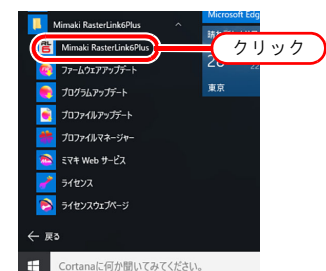 Mimaki RasterLink6Plus
Microsoft Edg
Mimaki RasterLink6Plus
クリック
ファームウェアアップデート
プログラムアップデート
東京
プロファイルアップデート
プロファイルマネージャー
ミマキ Web サービス
ライセンス
ライセンスウェブページ
戻る
Cortanaに何か聞いてみてください。